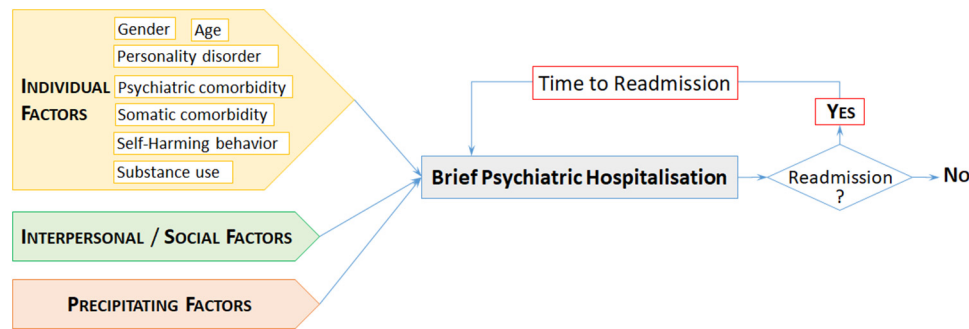 Gender Age
Personality disorder
INDIVIDUAL
FACTORS
Psychiatric comorbidity
Somatic comorbidity
Self-Harming behavior
Substance use
INTERPERSONAL / SOCIAL FACTORS
PRECIPITATING FACTORS
Brief Psychiatric Hospitalisation
Time to Readmission
YES
Readmission
?
NO